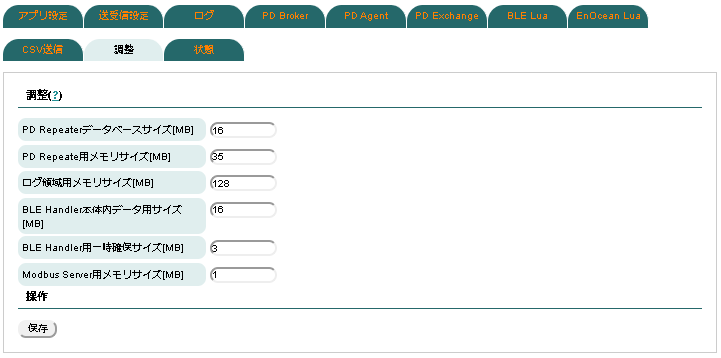 アプリ設定 送受信設定 ログ PD Broker PD Agent PD Exchange BLE Lua EnOcean Lua
CSV送信 調整 状態
調整(?)
PD Repeaterデータベースサイズ[MB] 16
PD Repeate用メモリサイズ[MB] 35
ログ領域用メモリサイズ[MB] 128
BLE Handler本体内データ用サイズ 16
[MB]
BLE Handler用一時確保サイズ[MB] 3
Modbus Server用メモリサイズ[MB] 1
操作
保存